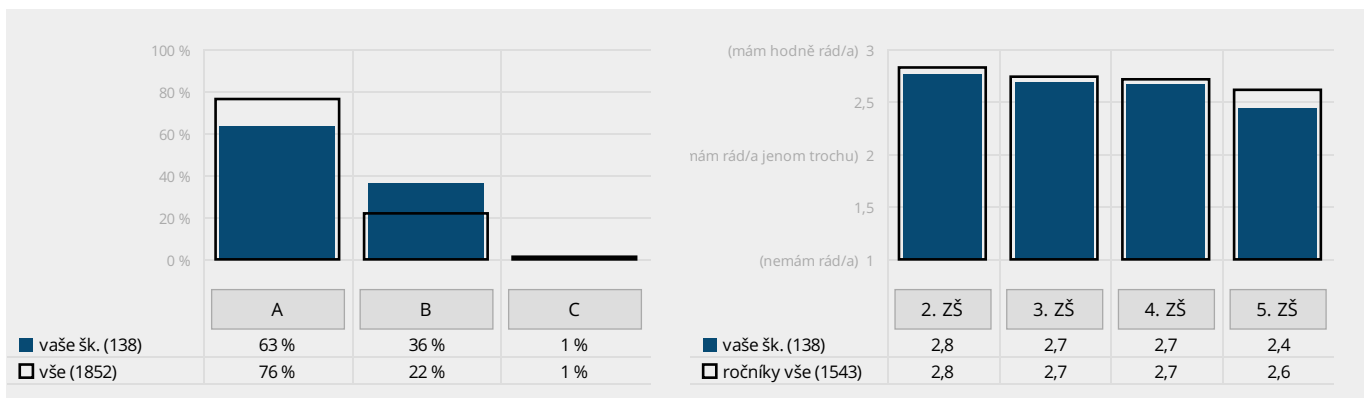 100 %
80 %
60 %
40 %
20 %
0 %
A B C
vaše šk. (138) 63 % 36 % 1 %
vše (1852) 76 % 22 % 1 %
(mám hodně rád/a) 3
2,5
mám rád/a jenom trochu) 2
1,5
(nemám rád/a) 1
2. ZŠ 3. ZŠ 4. ZŠ 5. ZŠ
vaše šk. (138) 2,8 2,7 2,7 2,4
ročníky vše (1543) 2,8 2,7 2,7 2,6